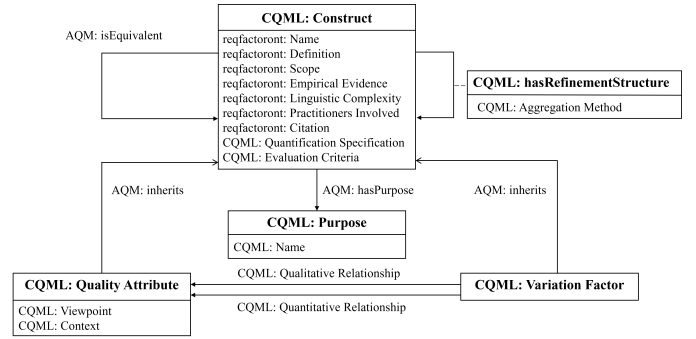 CQML: Construct
AQM: isEquivalent
reqfactoront: Name
reqfactoront: Definition
reqfactoront: Scope
reqfactoront: Empirical Evidence
reqfactoront: Linguistic Complexity
reqfactoront: Practitioners Involved
reqfactoront: Citation
CQML: Quantification Specification
CQML: Evaluation Criteria
CQML: hasRefinementStructure
CQML: Aggregation Method
AQM: inherits
AQM: hasPurpose
AQM: inherits
CQML: Purpose
CQML: Name
CQML: Quality Attribute
CQML: Viewpoint
CQML: Context
CQML: Qualitative Relationship
CQML: Quantitative Relationship
CQML: Variation Factor